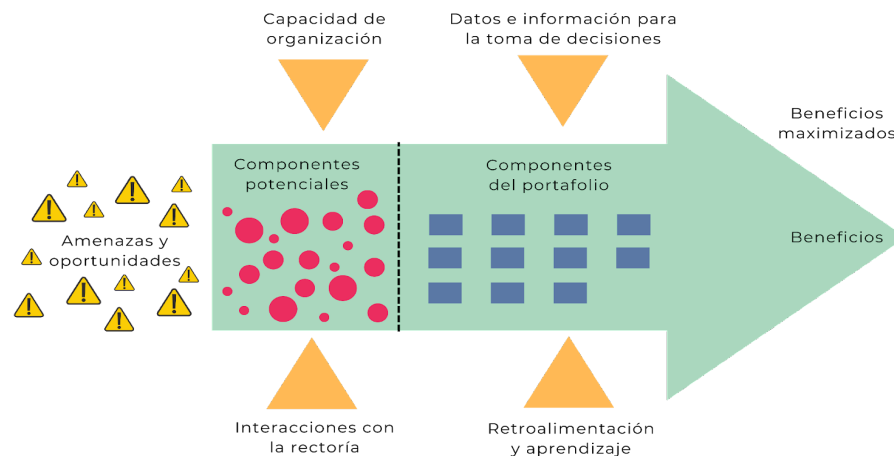 Capacidad de
organización
Datos e información para
la toma de decisiones
Beneficios
maximizados
Componentes
potenciales
Componentes
del portafolio
Amenazas y
oportunidades
Beneficios
Interacciones con
la rectoría
Retroalimentación
y aprendizaje